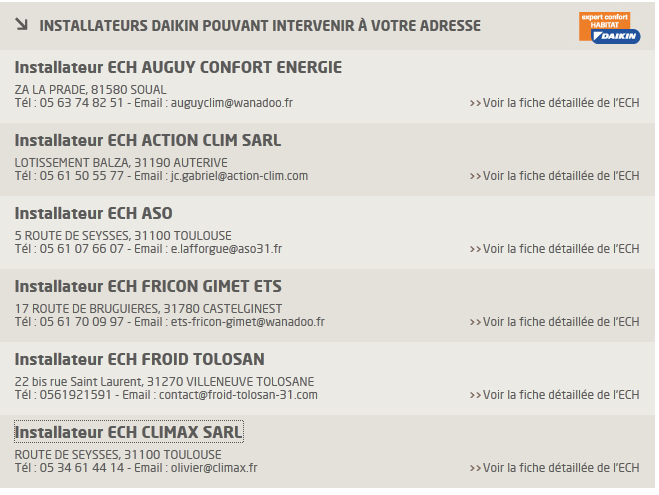 INSTALLATEURS DAIKIN POUVANT INTERVENIR À VOTRE ADRESSE
expert confort
HABITAT
DAIKIN
Installateur ECH AUGUY CONFORT ENERGIE
ZA LA PRADE, 81580 SOUAL
Tél : 05 63 74 82 51 - Email : auguyclim@wanadoo.fr >>Voir la fiche détaillée de l'ECH
Installateur ECH ACTION CLIM SARL
LOTISSEMENT BALZA, 31190 AUTERIVE
Tél : 05 61 50 55 77 - Email : jc.gabriel@action-clim.com >>Voir la fiche détaillée de l'ECH
Installateur ECH ASO
5 ROUTE DE SEYSSES, 31100 TOULOUSE
Tél : 05 61 07 66 07 - Email : e.lafforgue@aso31.fr >>Voir la fiche détaillée de l'ECH
Installateur ECH FRICON GIMET ETS
17 ROUTE DE BRUGUIERES, 31780 CASTELGINEST
Tél : 05 61 70 09 97 - Email : ets-fricon-gimet@wanadoo.fr >>Voir la fiche détaillée de l'ECH
Installateur ECH FROID TOLOSAN
22 bis rue Saint Laurent, 31270 VILLENEUVE TOLOSANE
Tél : 0561921591 - Email : contact@froid-tolosan-31.com >>Voir la fiche détaillée de l'ECH
Installateur ECH CLIMAX SARL
ROUTE DE SEYSSES, 31100 TOULOUSE
Tél : 05 34 61 44 14 - Email : olivier@climax.fr >>Voir la fiche détaillée de l'ECH